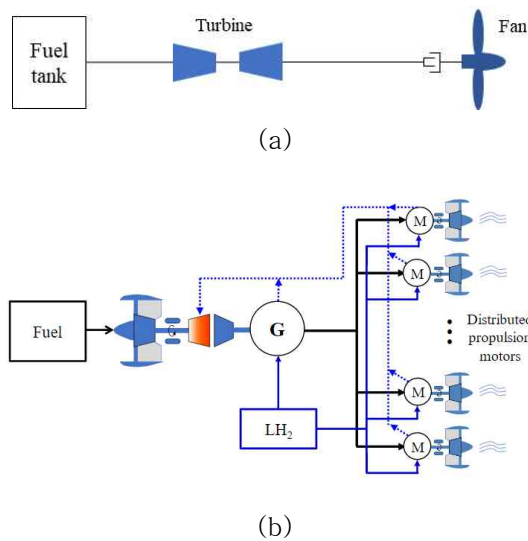 Fuel
tank
Turbine
Fan
(a)
Fuel
G
G
LH2
M
M
M
M
Distributed
propulsion
motors
(b)